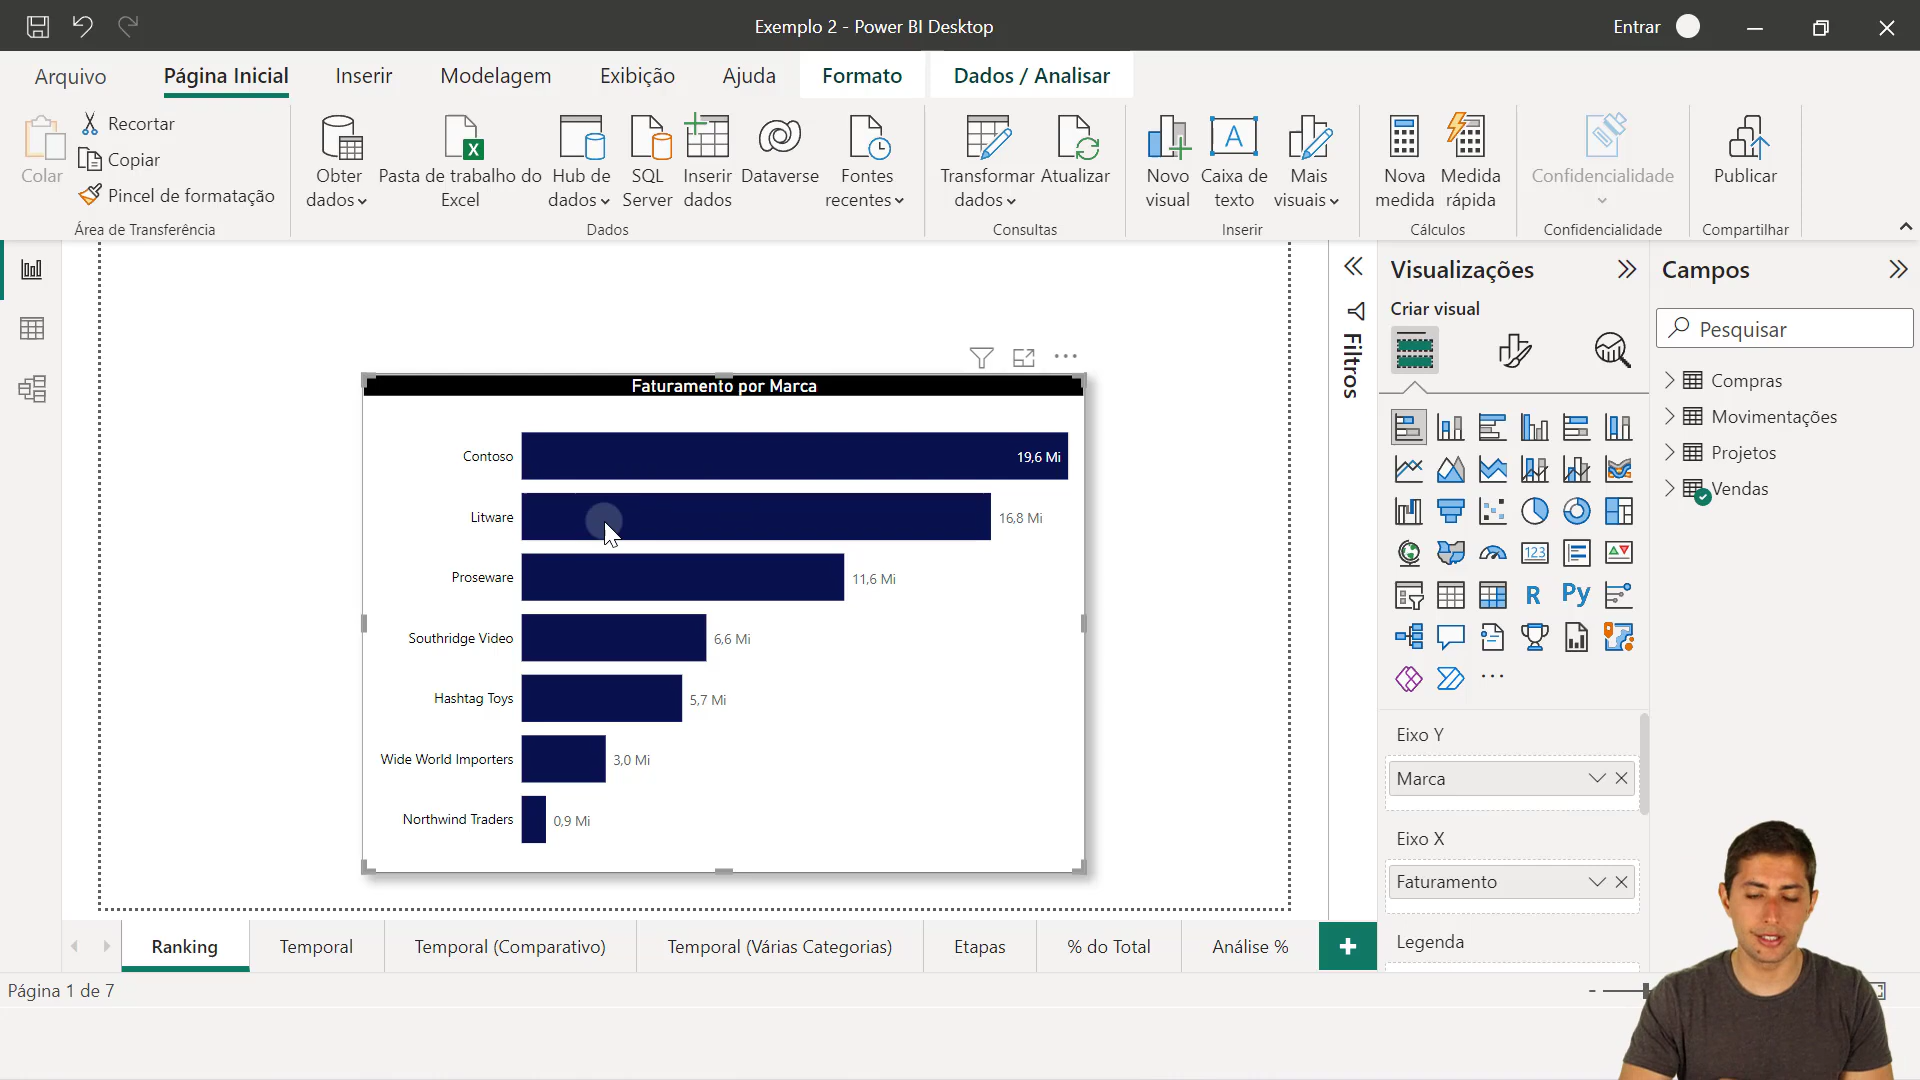 Exemplo 2 - Power BI Desktop
Entrar
Arquivo
Página Inicial
Inserir
Modelagem
Exibição
Ajuda
Formato
Dados / Analisar
Colar
Recortar
Copiar
Pincel de formatação
Área de Transferência
Obter
dados
Pasta de trabalho do
Excel
Hub de
dados
SQL
Server
Inserir
dados
Dataverse
Fontes
recentes
Dados
Transformar
dados
Atualizar
Consultas
Novo
visual
Caixa de
texto
Mais
visuais
Inserir
Nova
medida
Medida
rápida
Cálculos
Confidencialidade
Confidencialidade
Publicar
Compartilhar
Faturamento por Marca
Contoso
19,6 Mi
Litware
16,8 Mi
Proseware
11,6 Mi
Southridge Video
6,6 Mi
Hashtag Toys
5,7 Mi
Wide World Importers
3,0 Mi
Northwind Traders
0,9 Mi
Filtros
Visualizações
Criar visual
123
R
Py
Eixo Y
Marca
Eixo X
Faturamento
Legenda
Campos
Pesquisar
Compras
Movimentações
Projetos
Vendas
Ranking
Temporal
Temporal (Comparativo)
Temporal (Várias Categorias)
Etapas
% do Total
Análise %
Página 1 de 7